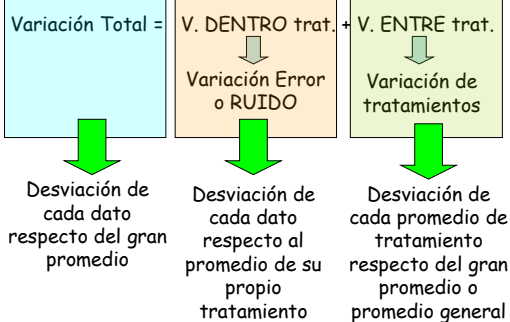 Variación Total = V. DENTRO trat. + V. ENTRE trat.
Variación Error
o RUIDO
Variación de
tratamientos
Desviación de
cada dato
respecto del gran
promedio
Desviación de
cada dato
respecto al
promedio de su
propio
tratamiento
Desviación de
cada promedio de
tratamiento
respecto del gran
promedio o
promedio general